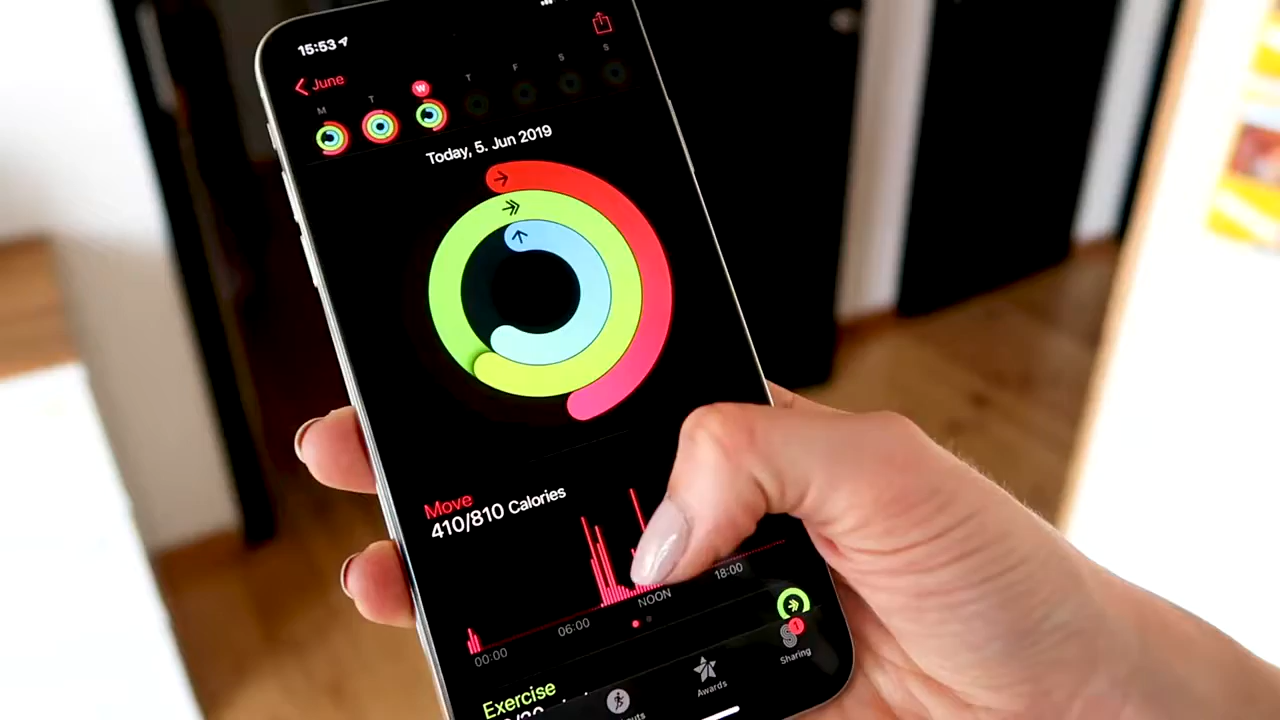 15:53
June
M T W T F S S
Today, 5. Jun 2019
Move
410/810 Calories
00:00 06:00 NOON 18:00
Exercise
Awards
1
Sharing